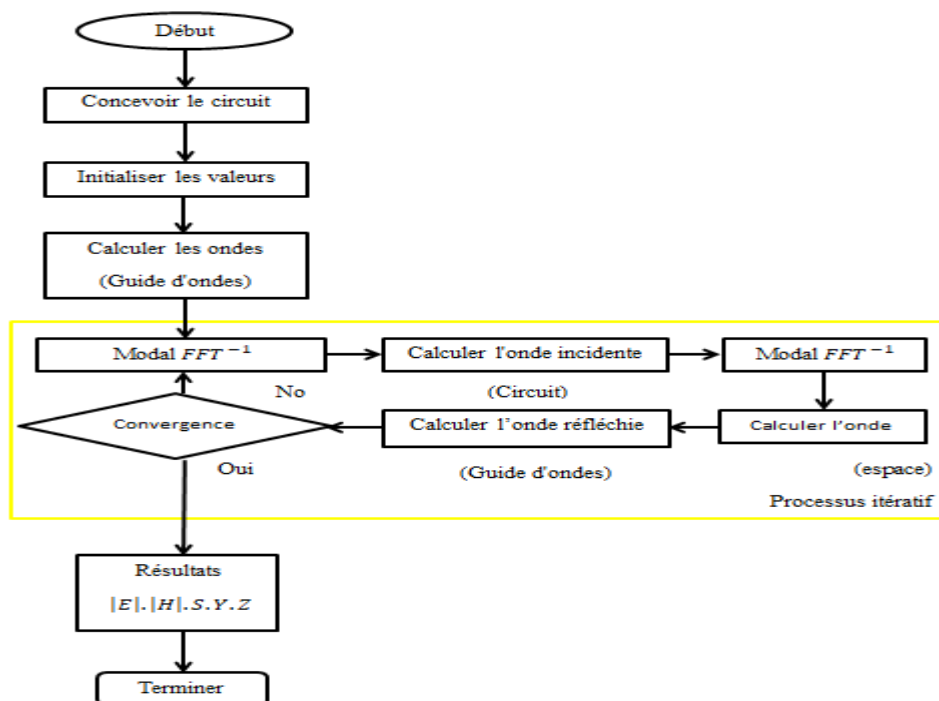 Début
Concevoir le circuit
Initialiser les valeurs
Calculer les ondes
(Guide d'ondes)
Modal FFT⁻¹
Calculer l'onde incidente
Modal FFT⁻¹
No
(Circuit)
Convergence
Calculer l'onde réfléchie
Calculer l'onde
Oui
(Guide d'ondes)
(espace)
Processus itératif
Résultats
|E|.|H|.S.Y.Z
Terminer